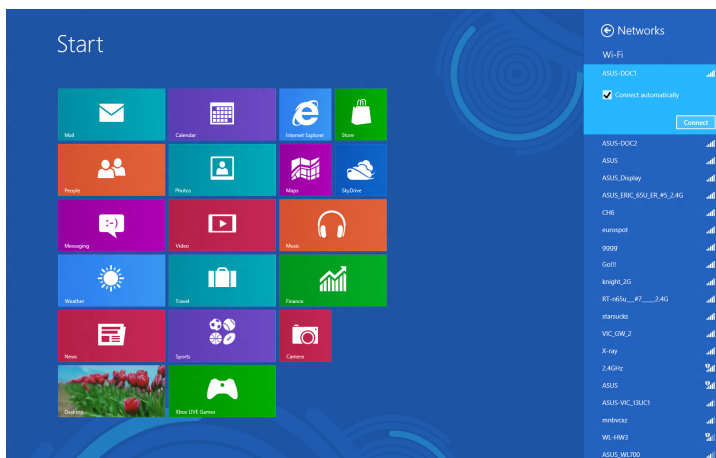 Start
Mail
Calendar
Internet Explorer
Store
People
Photos
Maps
SkyDrive
Messaging
:-)
Video
Music
Weather
Travel
Finance
News
Sports
Camera
Desktop
Xbox LIVE Games
Networks
Wi-Fi
ASUS-DOC1
Connect automatically
Connect
ASUS-DOC2
ASUS
ASUS_Display
ASUS_ERIC_65U_ER_#5_2.4G
CH6
eurospot
gggg
Go!!!
knight_2G
RT-n65u__#7____2.4G
starsucks
VIC_GW_2
X-ray
2.4GHz
ASUS
ASUS-VIC_t3UC1
mnbvcxz
WL-HW3
ASUS_WL700